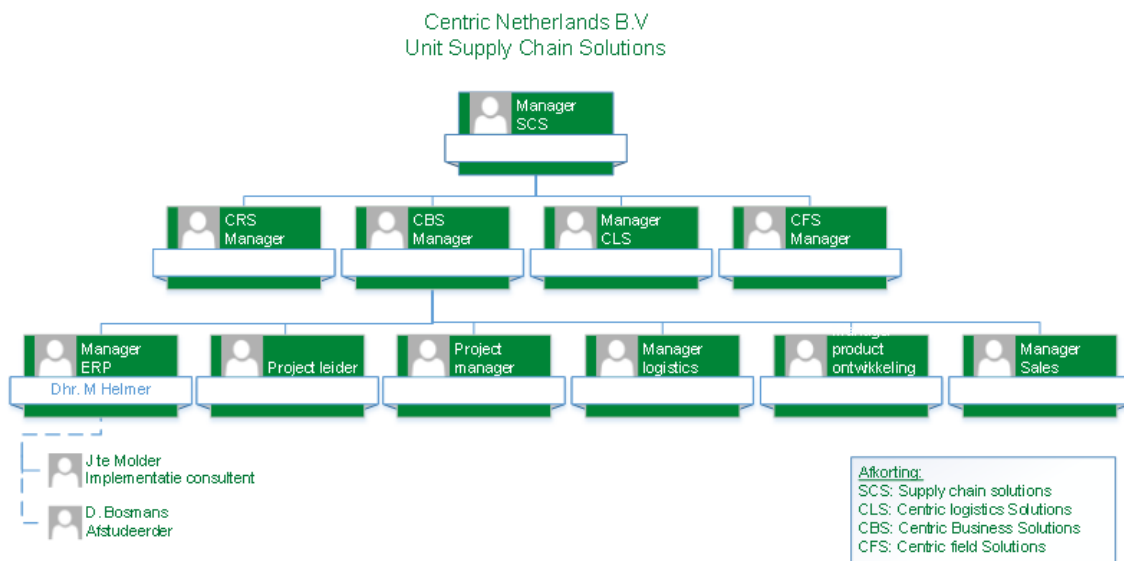 Centric Netherlands B.V
Unit Supply Chain Solutions
Manager
SCS
CRS
Manager
CBS
Manager
Manager
CLS
CFS
Manager
Manager
ERP
Dhr. M Helmer
Project leider
Project
manager
Manager
logistics
Manager
product
ontwikkeling
Manager
Sales
J te Molder
Implementatie consultent
D. Bosmans
Afstudeerder
Afkorting:
SCS: Supply chain solutions
CLS: Centric logistics Solutions
CBS: Centric Business Solutions
CFS: Centric field Solutions